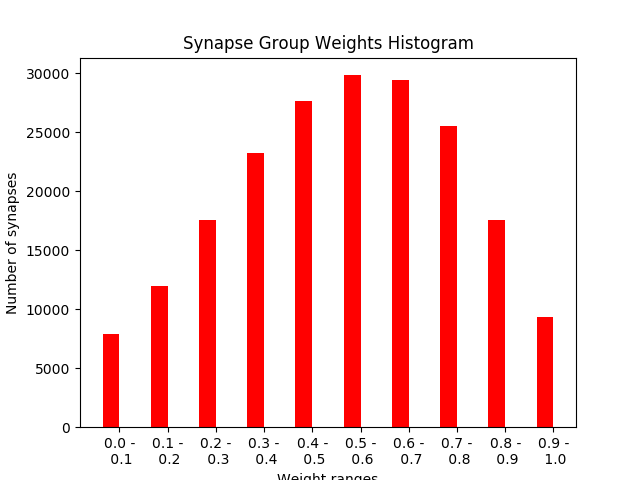 Synapse Group Weights Histogram
Number of synapses
30000
25000
20000
15000
10000
5000
0
0.0 - 0.1 - 0.2 - 0.3 - 0.4 - 0.5 - 0.6 - 0.7 - 0.8 - 0.9 -
0.1 0.2 0.3 0.4 0.5 0.6 0.7 0.8 0.9 1.0
Weight ranges